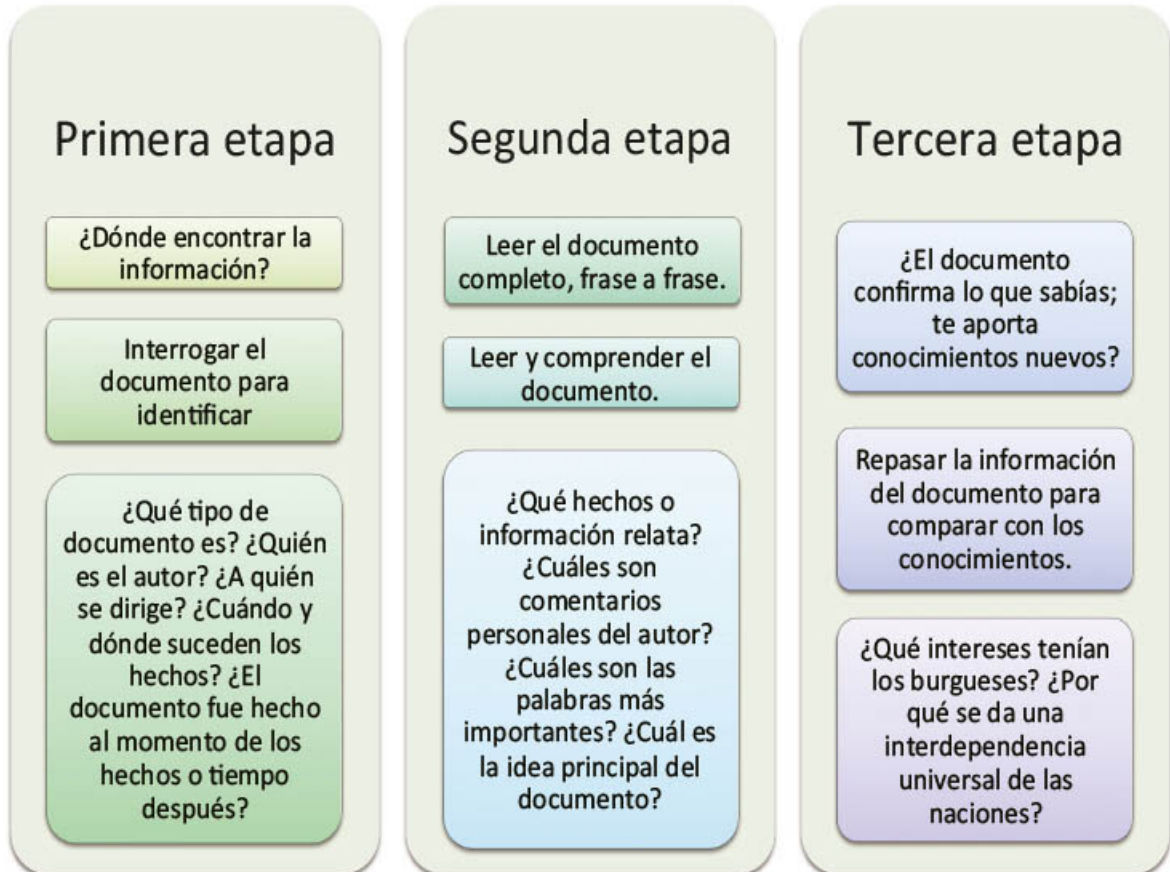 Primera etapa
¿Dónde encontrar la
información?
Interrogar el
documento para
identificar
¿Qué tipo de
documento es? ¿Quién
es el autor? ¿A quién
se dirige? ¿Cuándo y
dónde suceden los
hechos? ¿El
documento fue hecho
al momento de los
hechos o tiempo
después?
Segunda etapa
Leer el documento
completo, frase a frase.
Leer y comprender el
documento.
¿Qué hechos o
información relata?
¿Cuáles son
comentarios
personales del autor?
¿Cuáles son las
palabras más
importantes? ¿Cuál es
la idea principal del
documento?
Tercera etapa
¿El documento
confirma lo que sabías;
te aporta
conocimientos nuevos?
Repasar la información
del documento para
comparar con los
conocimientos.
¿Qué intereses tenían
los burgueses? ¿Por
qué se da una
interdependencia
universal de las
naciones?